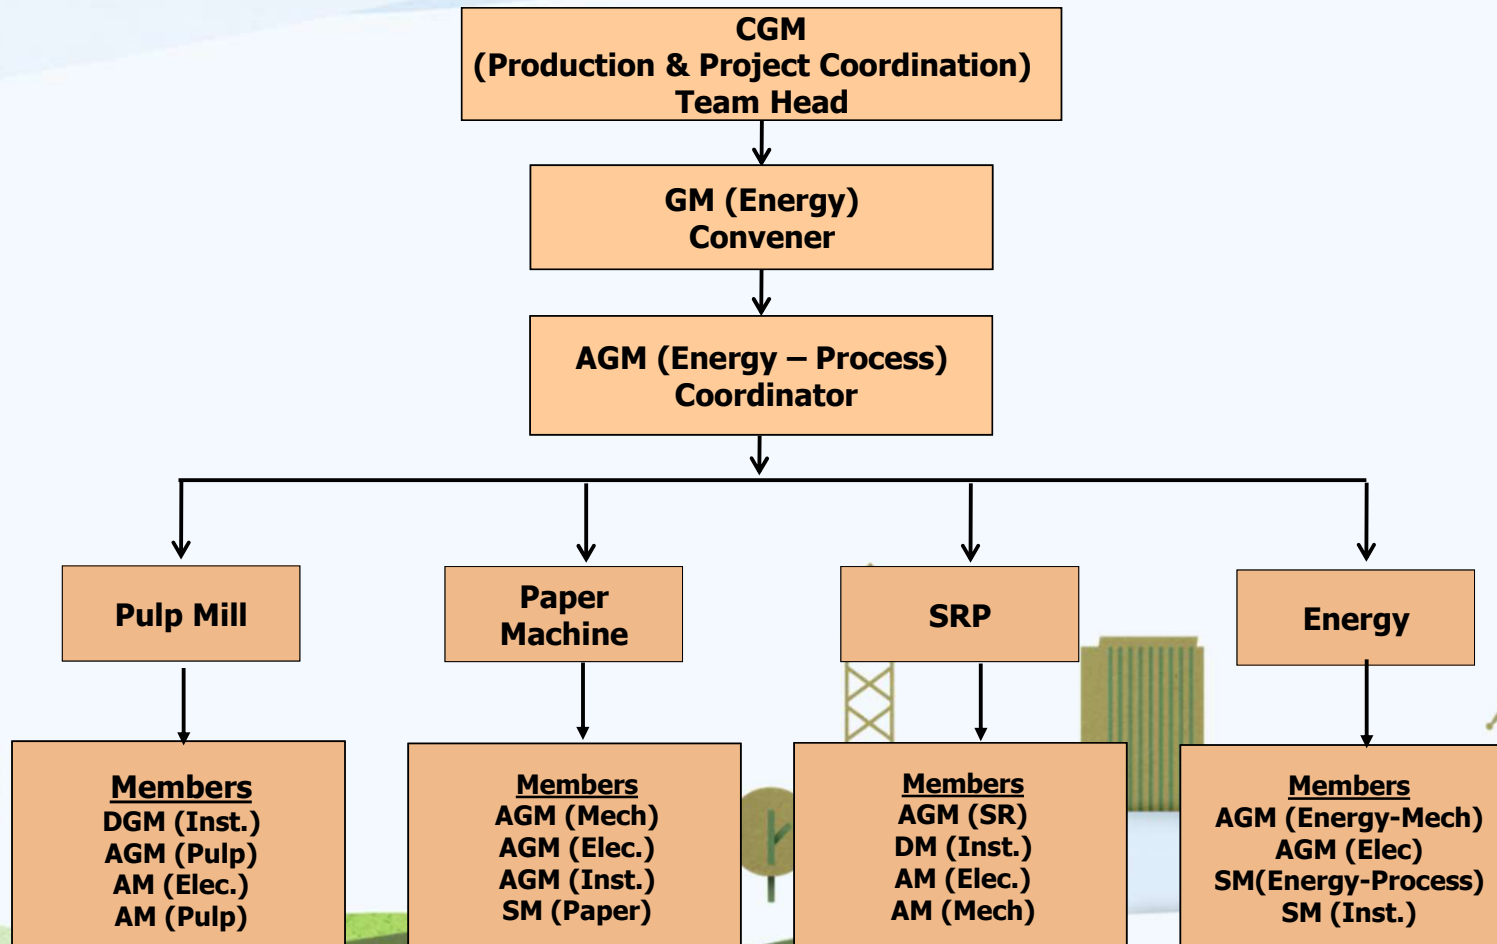 CGM
(Production & Project Coordination)
Team Head
GM (Energy)
Convener
AGM (Energy – Process)
Coordinator
Pulp Mill
Paper
Machine
SRP
Energy
Members
DGM (Inst.)
AGM (Pulp)
AM (Elec.)
AM (Pulp)
Members
AGM (Mech)
AGM (Elec.)
AGM (Inst.)
SM (Paper)
Members
AGM (SR)
DM (Inst.)
AM (Elec.)
AM (Mech)
Members
AGM (Energy-Mech)
AGM (Elec)
SM(Energy-Process)
SM (Inst.)